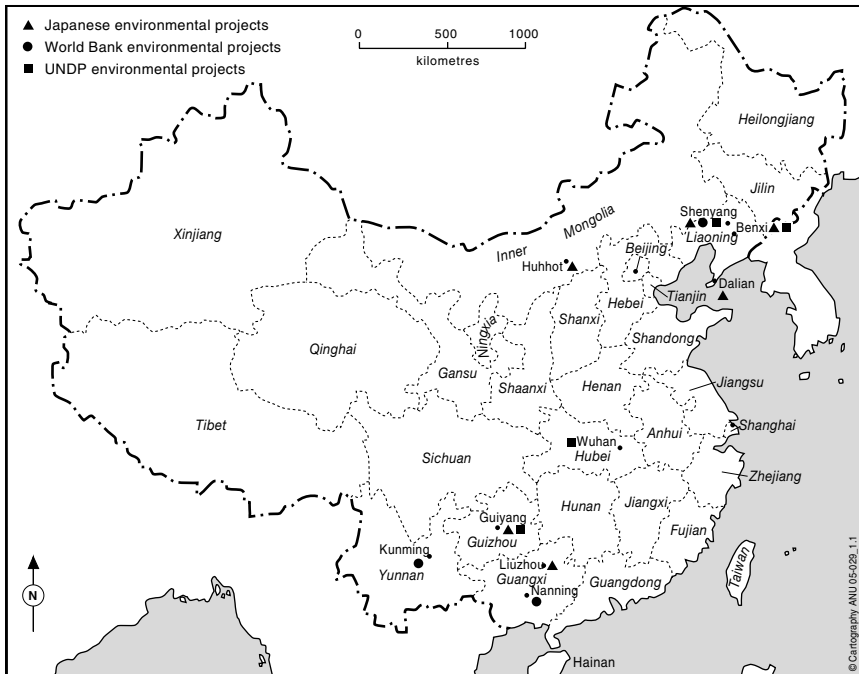 Japanese environmental projects
World Bank environmental projects
UNDP environmental projects
0 500 1000
kilometres
Heilongjiang
Jilin
Shenyang
Benxi
Liaoning
Xinjiang
Inner Mongolia
Beijing
Huhhot
Dalian
Tianjin
Hebei
Ningxia
Shanxi
Shandong
Qinghai
Gansu
Shaanxi
Henan
Jiangsu
Tibet
Anhui
Shanghai
Wuhan
Hubei
Sichuan
Zhejiang
Hunan
Jiangxi
Guiyang
Fujian
Guizhou
Kunming
Yunnan
Liuzhou
Guangxi
Guangdong
Taiwan
Nanning
N
Hainan
© Cartography ANU 05-029_1.1